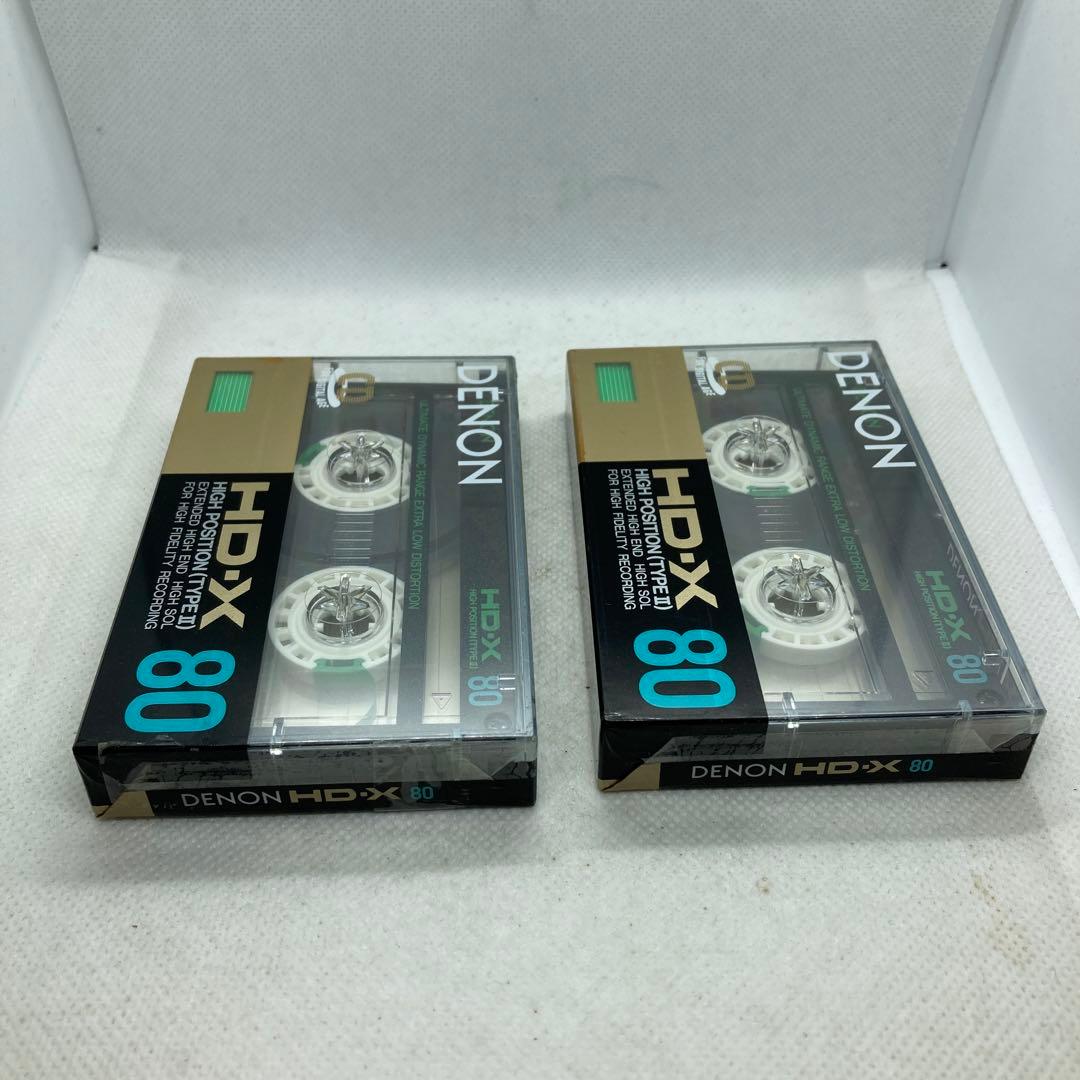 DENON
FOR DIGITAL AGE
ULTIMATE DYNAMIC RANGE EXTRA LOW DISTORTION
HD·X
HIGH POSITION (TYPE II)
80
HD·X
HIGH POSITION (TYPE II)
EXTENDED HIGH END HIGH SOL
FOR HIGH FIDELITY RECORDING
80
DENON HD·X 80
DENON
ULTIMATE DYNAMIC RANGE EXTRA LOW DISTORTION
HD·X
HIGH POSITION (TYPE II)
80
HD·X
HIGH POSITION (TYPE II)
EXTENDED HIGH END HIGH SOL
FOR HIGH FIDELITY RECORDING
80
DENON HD·X 80